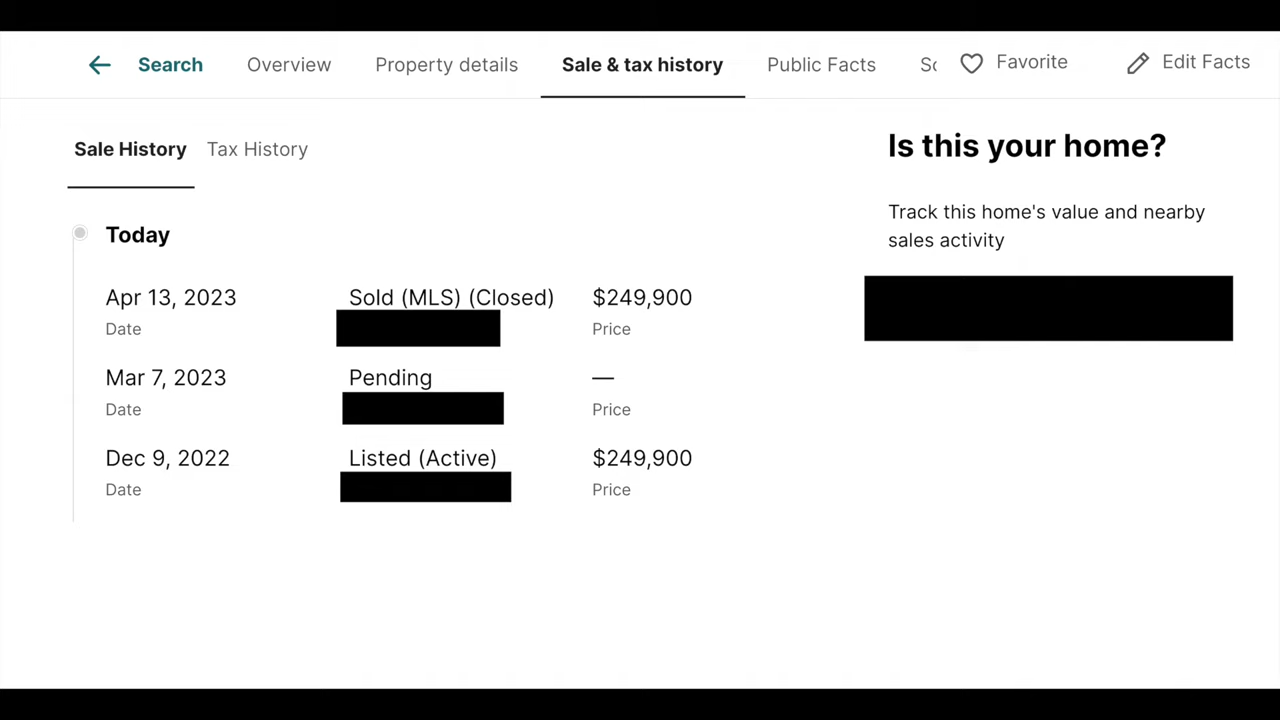 Search Overview Property details Sale & tax history Public Facts Sc Favorite Edit Facts
Sale History Tax History
Today
Apr 13, 2023 Sold (MLS) (Closed) $249,900
Date Price
Mar 7, 2023 Pending —
Date Price
Dec 9, 2022 Listed (Active) $249,900
Date Price
Is this your home?
Track this home's value and nearby
sales activity